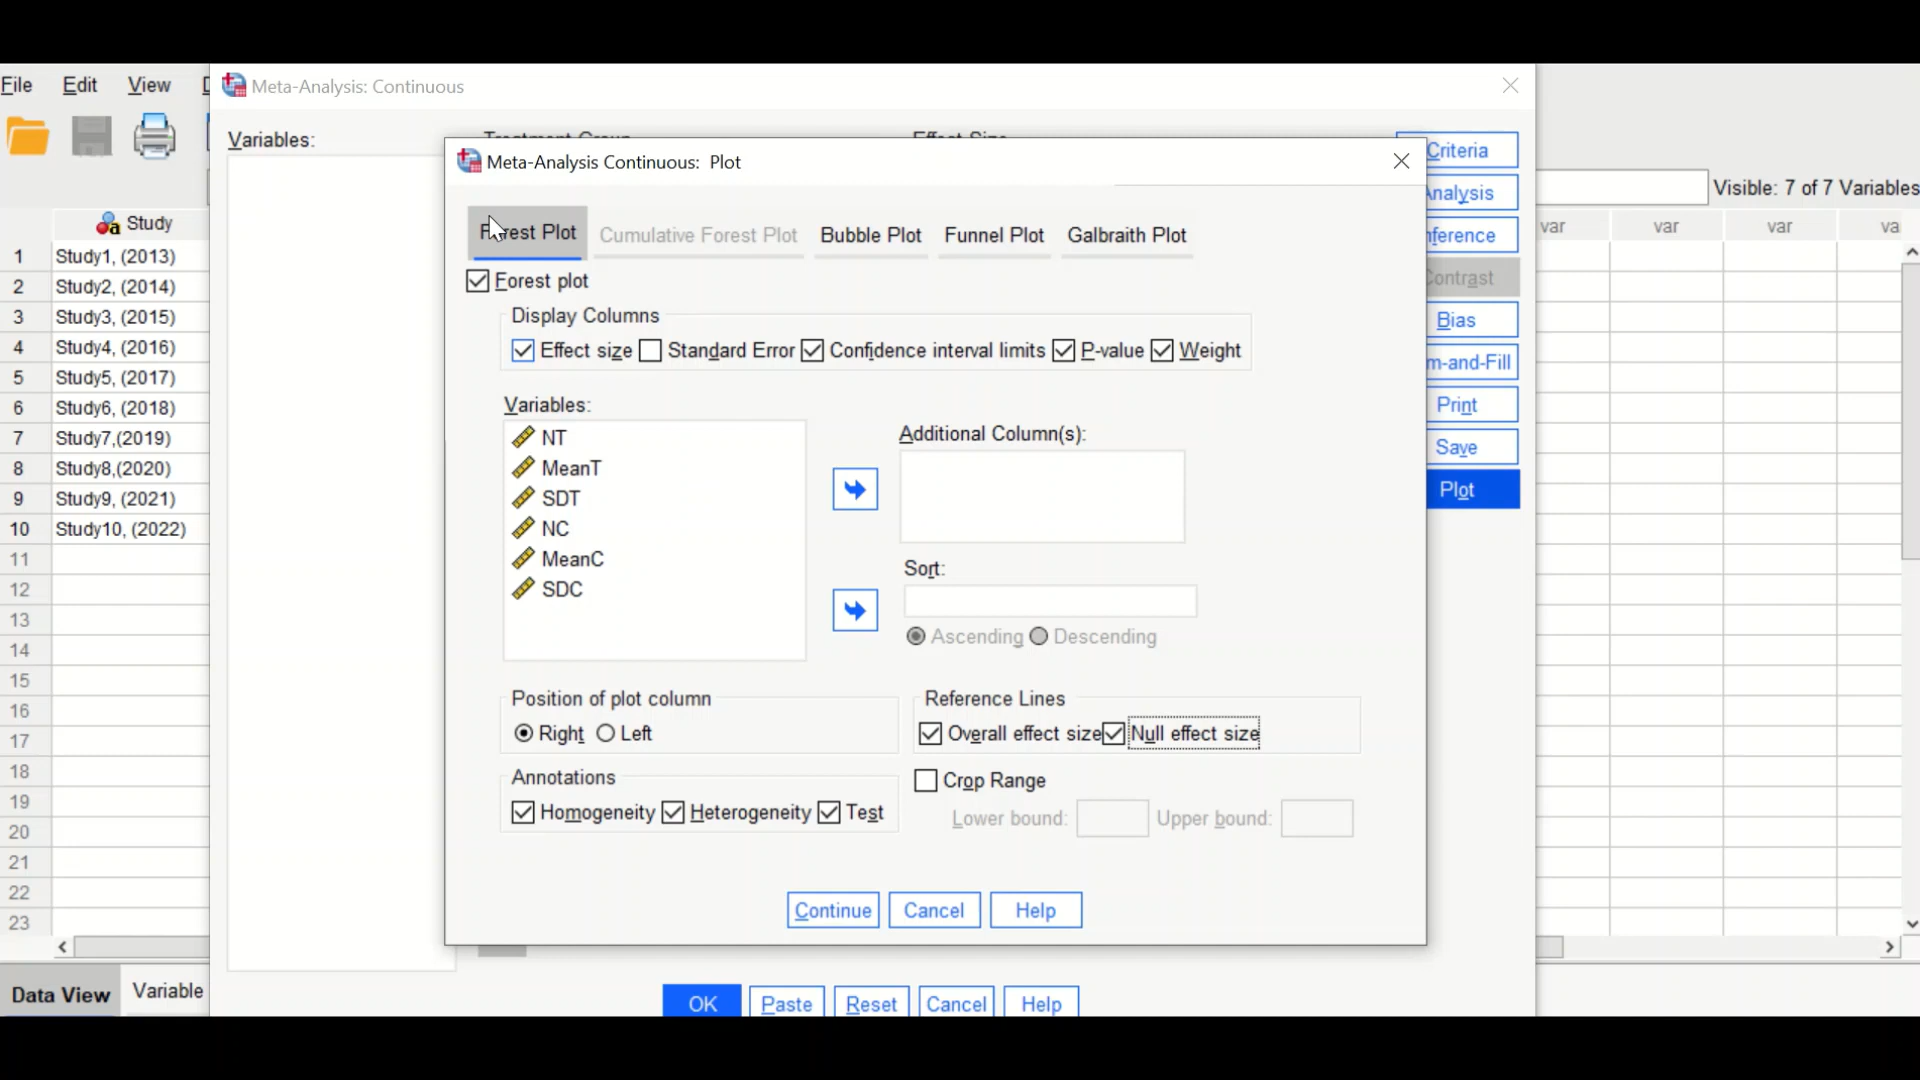 File Edit View
Meta-Analysis: Continuous
Variables:
Meta-Analysis Continuous: Plot
Criteria
Analysis
Inference
Contrast
Bias
m-and-Fill
Print
Save
Plot
Visible: 7 of 7 Variables
Forest Plot Cumulative Forest Plot Bubble Plot Funnel Plot Galbraith Plot
Forest plot
Display Columns
Effect size Standard Error Confidence interval limits P-value Weight
Variables:
NT
MeanT
SDT
NC
MeanC
SDC
Additional Column(s):
Sort:
Ascending Descending
Position of plot column
Right Left
Reference Lines
Overall effect size Null effect size
Annotations
Homogeneity Heterogeneity Test
Crop Range
Lower bound: Upper bound:
Continue Cancel Help
OK Paste Reset Cancel Help
Study
var var var va
1 Study1, (2013)
2 Study2, (2014)
3 Study3, (2015)
4 Study4, (2016)
5 Study5, (2017)
6 Study6, (2018)
7 Study7,(2019)
8 Study8,(2020)
9 Study9, (2021)
10 Study10, (2022)
11
12
13
14
15
16
17
18
19
20
21
22
23
Data View Variable